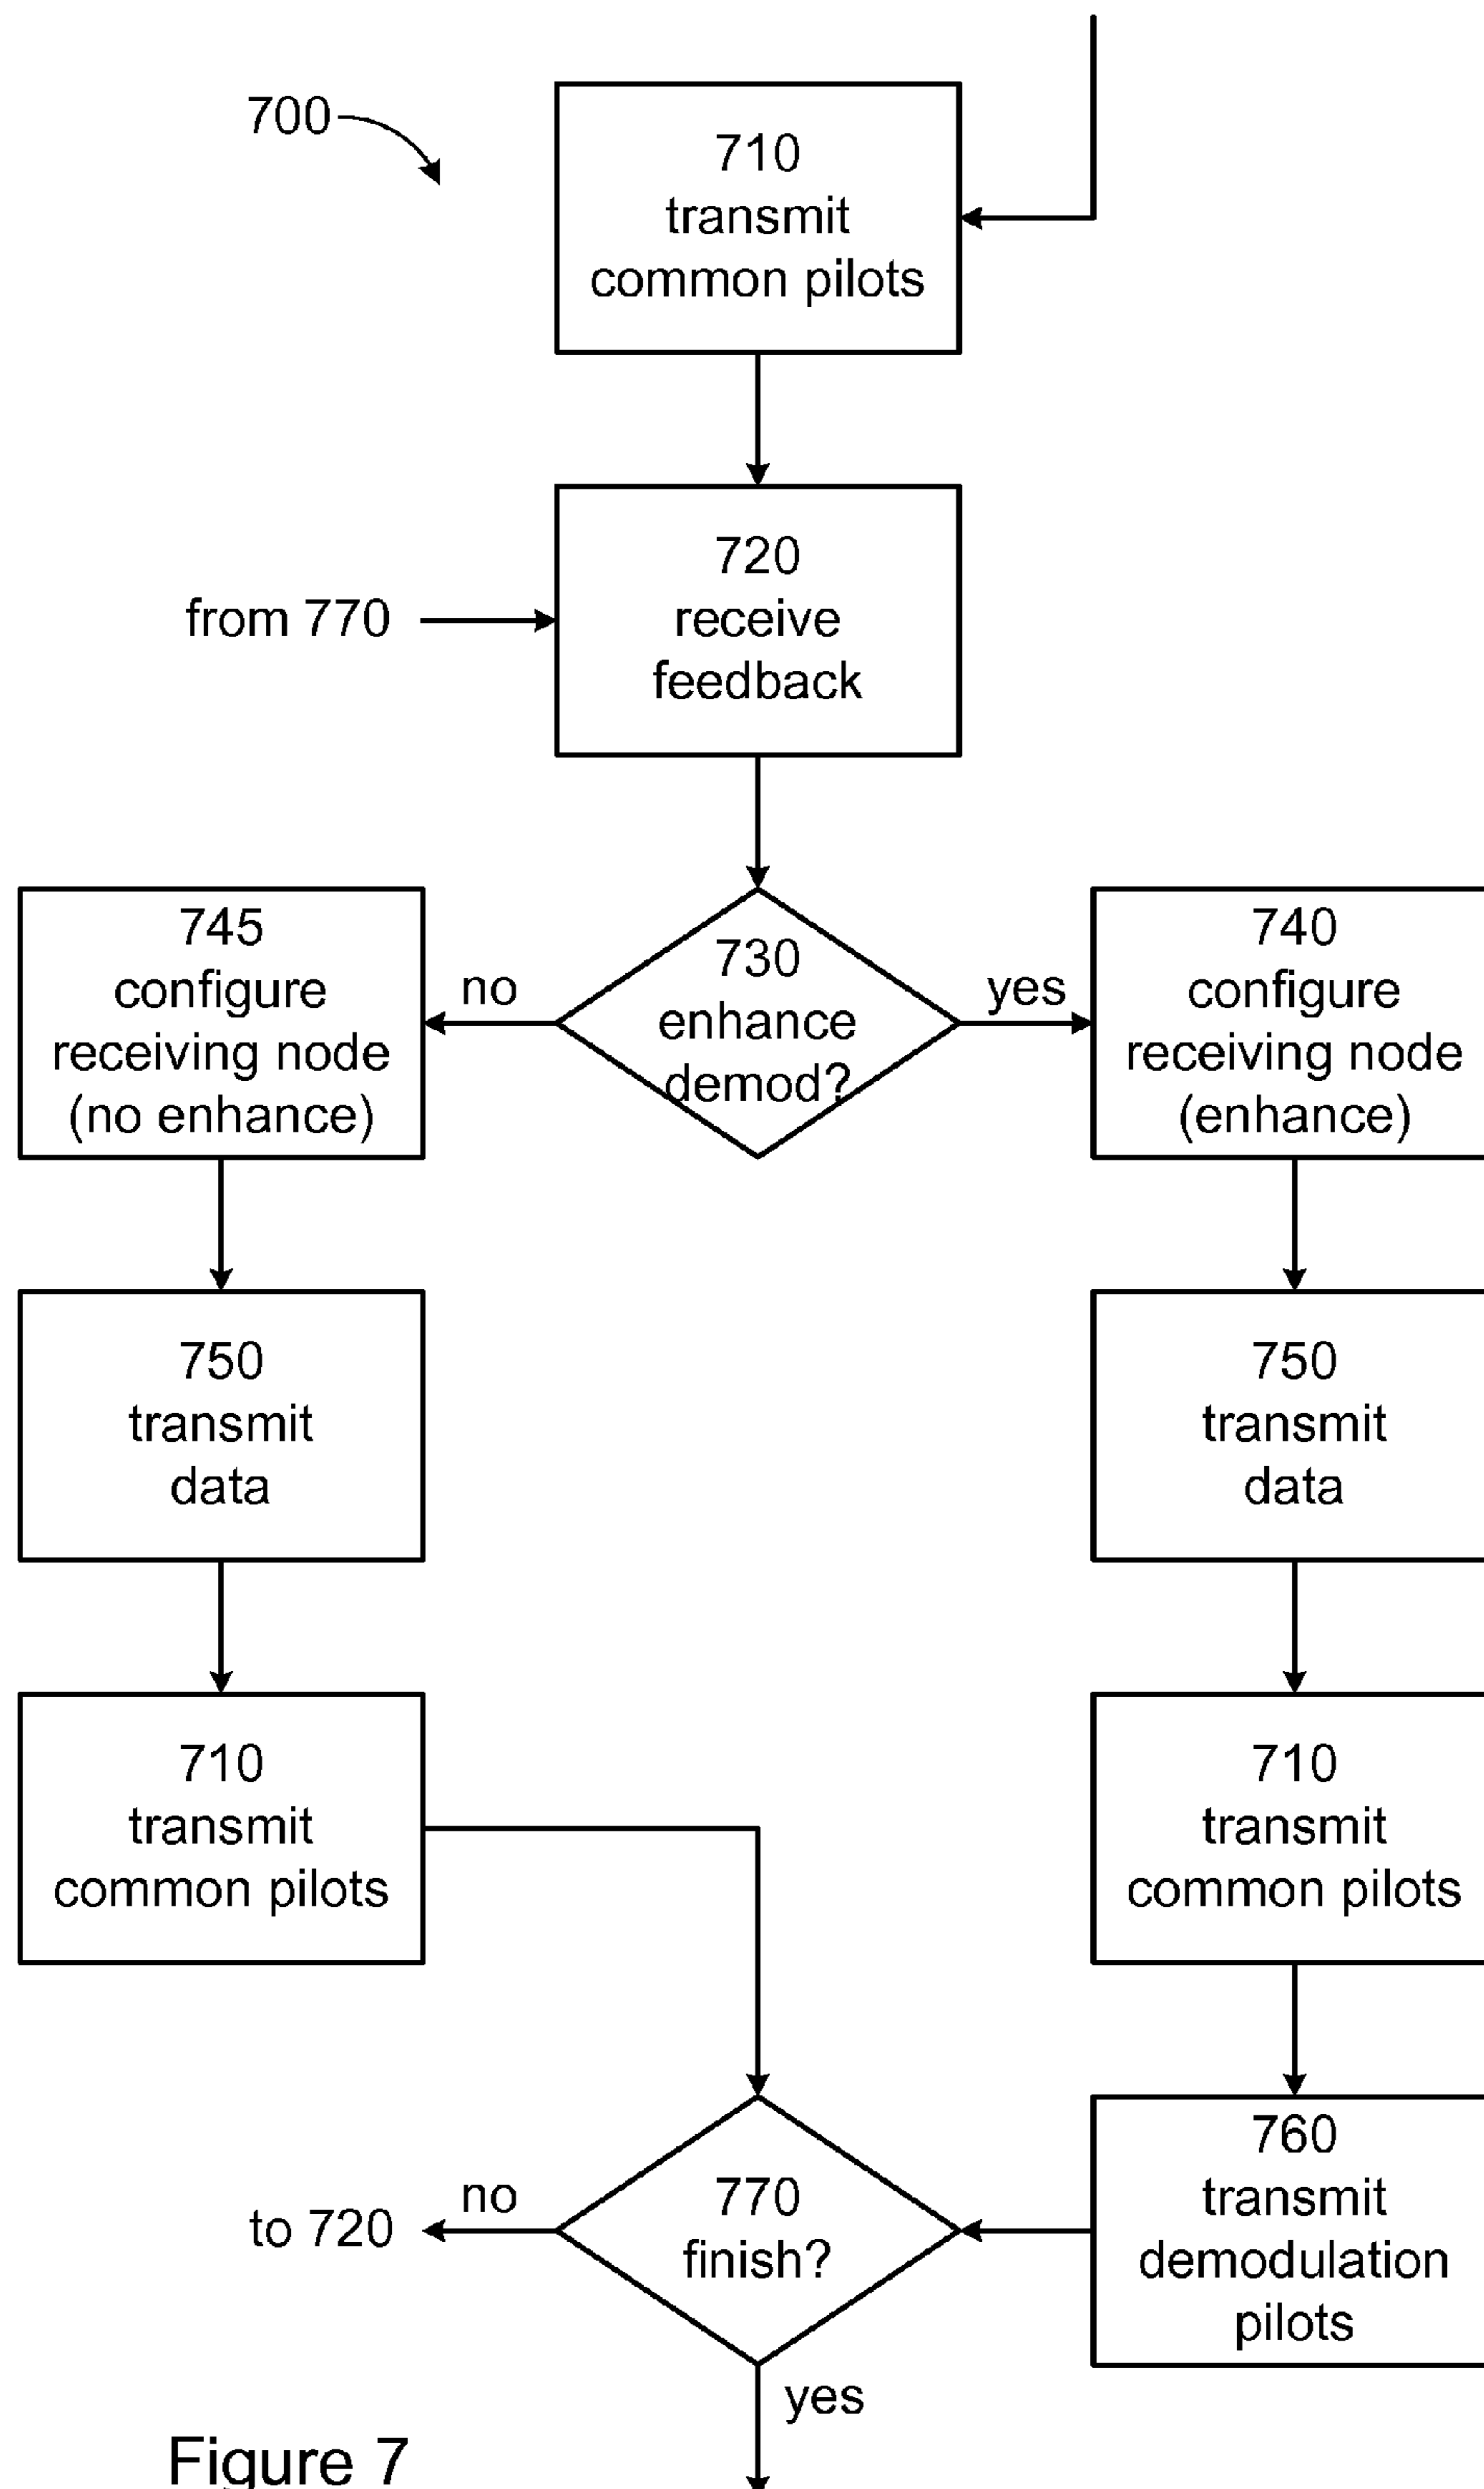 700
710
transmit
common pilots
from 770
720
receive
feedback
745
configure
receiving node
(no enhance)
no
730
enhance
demod?
yes
740
configure
receiving node
(enhance)
750
transmit
data
750
transmit
data
710
transmit
common pilots
710
transmit
common pilots
to 720
no
770
finish?
760
transmit
demodulation
pilots
yes
Figure 7